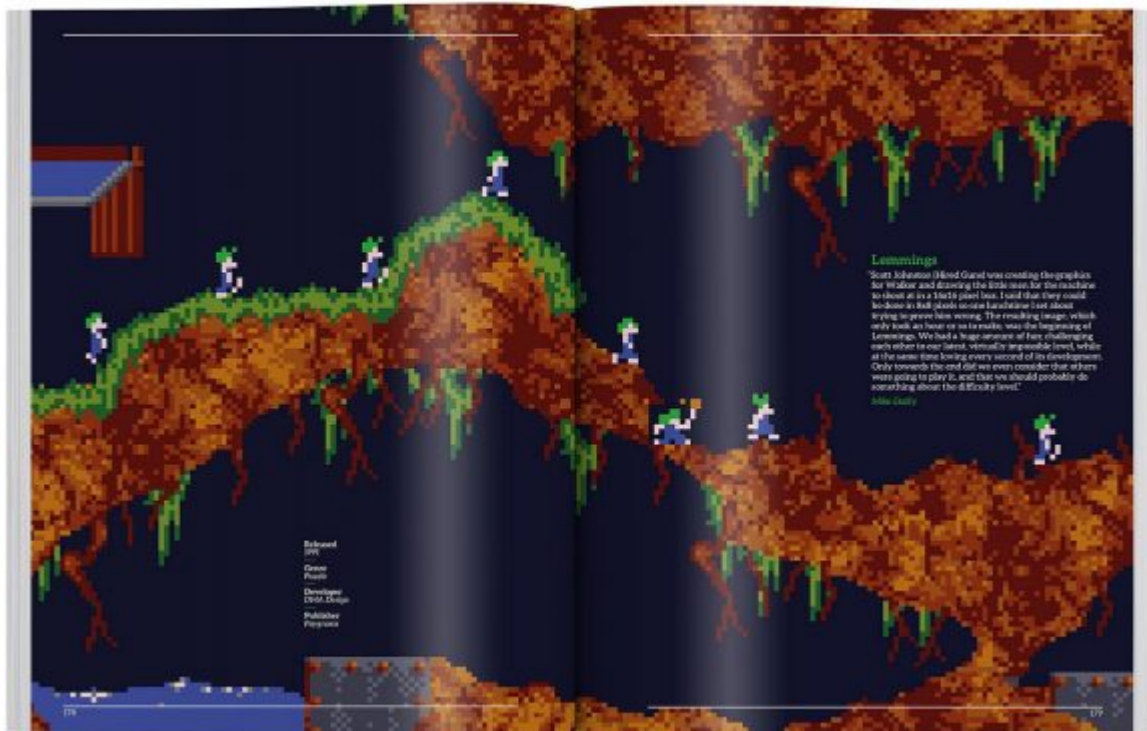 Released
1991
Genre
Puzzle
Developer
DMA Design
Publisher
Psygnosis
178
Lemmings
"Scott Johnston (Hired Guns) was creating the graphics
for Walker and drawing the little men for the machine
to shoot at in a 16x16 pixel box. I said that they could
be done in 8x8 pixels so one lunchtime I set about
trying to prove him wrong. The resulting image, which
only took an hour or so to make, was the beginning of
Lemmings. We had a huge amount of fun challenging
each other to our latest, virtually impossible level, while
at the same time loving every second of its development.
Only towards the end did we even consider that others
were going to play it, and that we should probably do
something about the difficulty level."
Mike Dailly
179